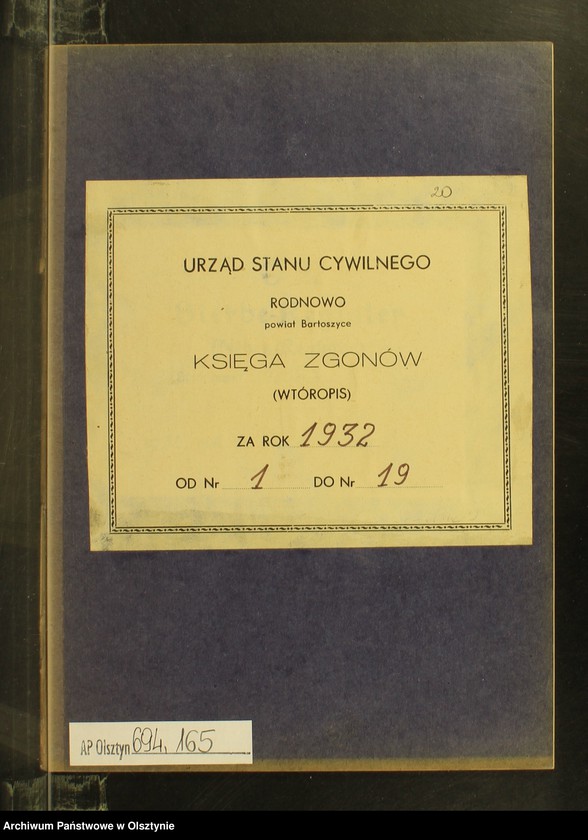 20
URZĄD STANU CYWILNEGO
RODNOWO
powiat Bartoszyce
KSIĘGA ZGONÓW
(WTÓROPIS)
ZA ROK 1932
OD Nr 1 DO Nr 19
AP Olsztyn 694, 165
Archiwum Państwowe w Olsztynie